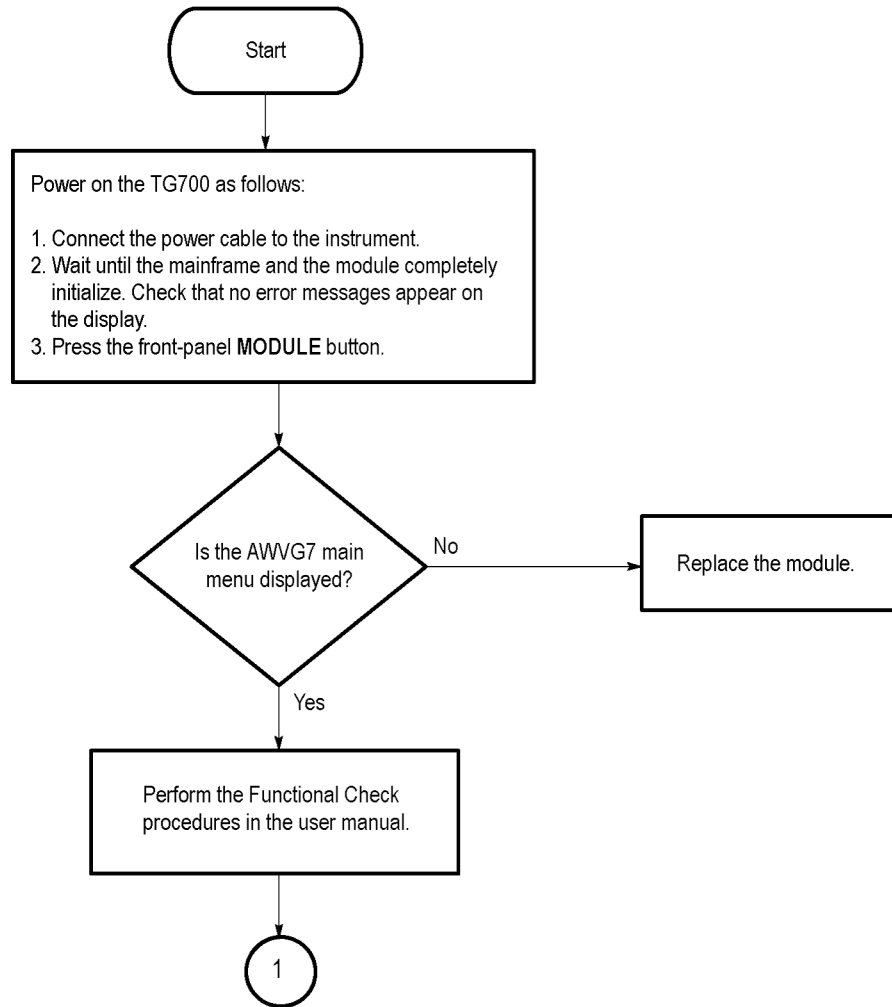 Start
Power on the TG700 as follows:
1. Connect the power cable to the instrument.
2. Wait until the mainframe and the module completely
initialize. Check that no error messages appear on
the display.
3. Press the front-panel MODULE button.
Is the AWVG7 main
menu displayed?
No
Replace the module.
Yes
Perform the Functional Check
procedures in the user manual.
1